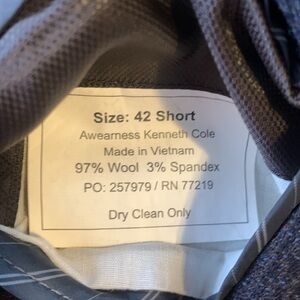 Size: 42 Short
Awearness Kenneth Cole
Made in Vietnam
97% Wool 3% Spandex
PO: 257979 / RN 77219
Dry Clean Only